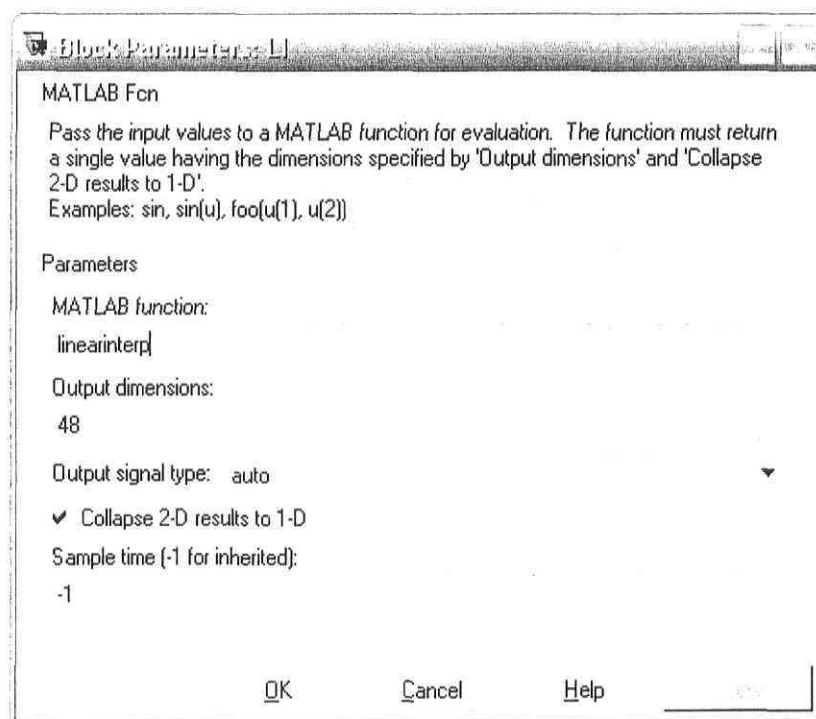 Block Parameters: LI
MATLAB Fcn
Pass the input values to a MATLAB function for evaluation. The function must return
a single value having the dimensions specified by 'Output dimensions' and 'Collapse
2-D results to 1-D'.
Examples: sin, sin(u), foo(u(1), u(2))
Parameters
MATLAB function:
linearinterp
Output dimensions:
48
Output signal type: auto
Collapse 2-D results to 1-D
Sample time (-1 for inherited):
-1
OK Cancel Help